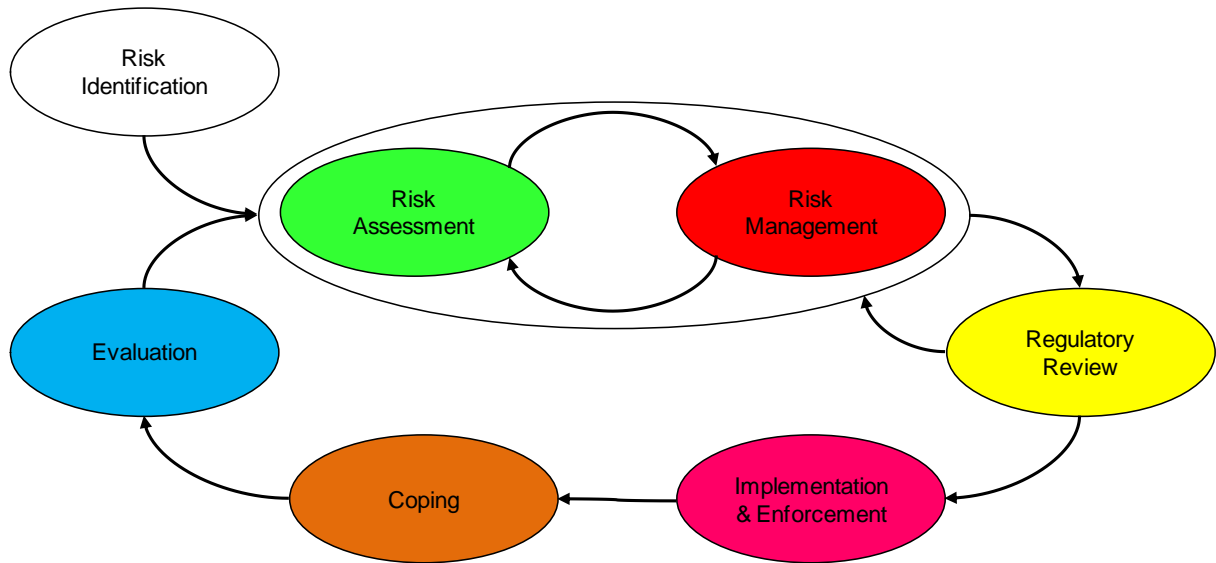 Risk
Identification
Risk
Assessment
Risk
Management
Evaluation
Regulatory
Review
Coping
Implementation
& Enforcement